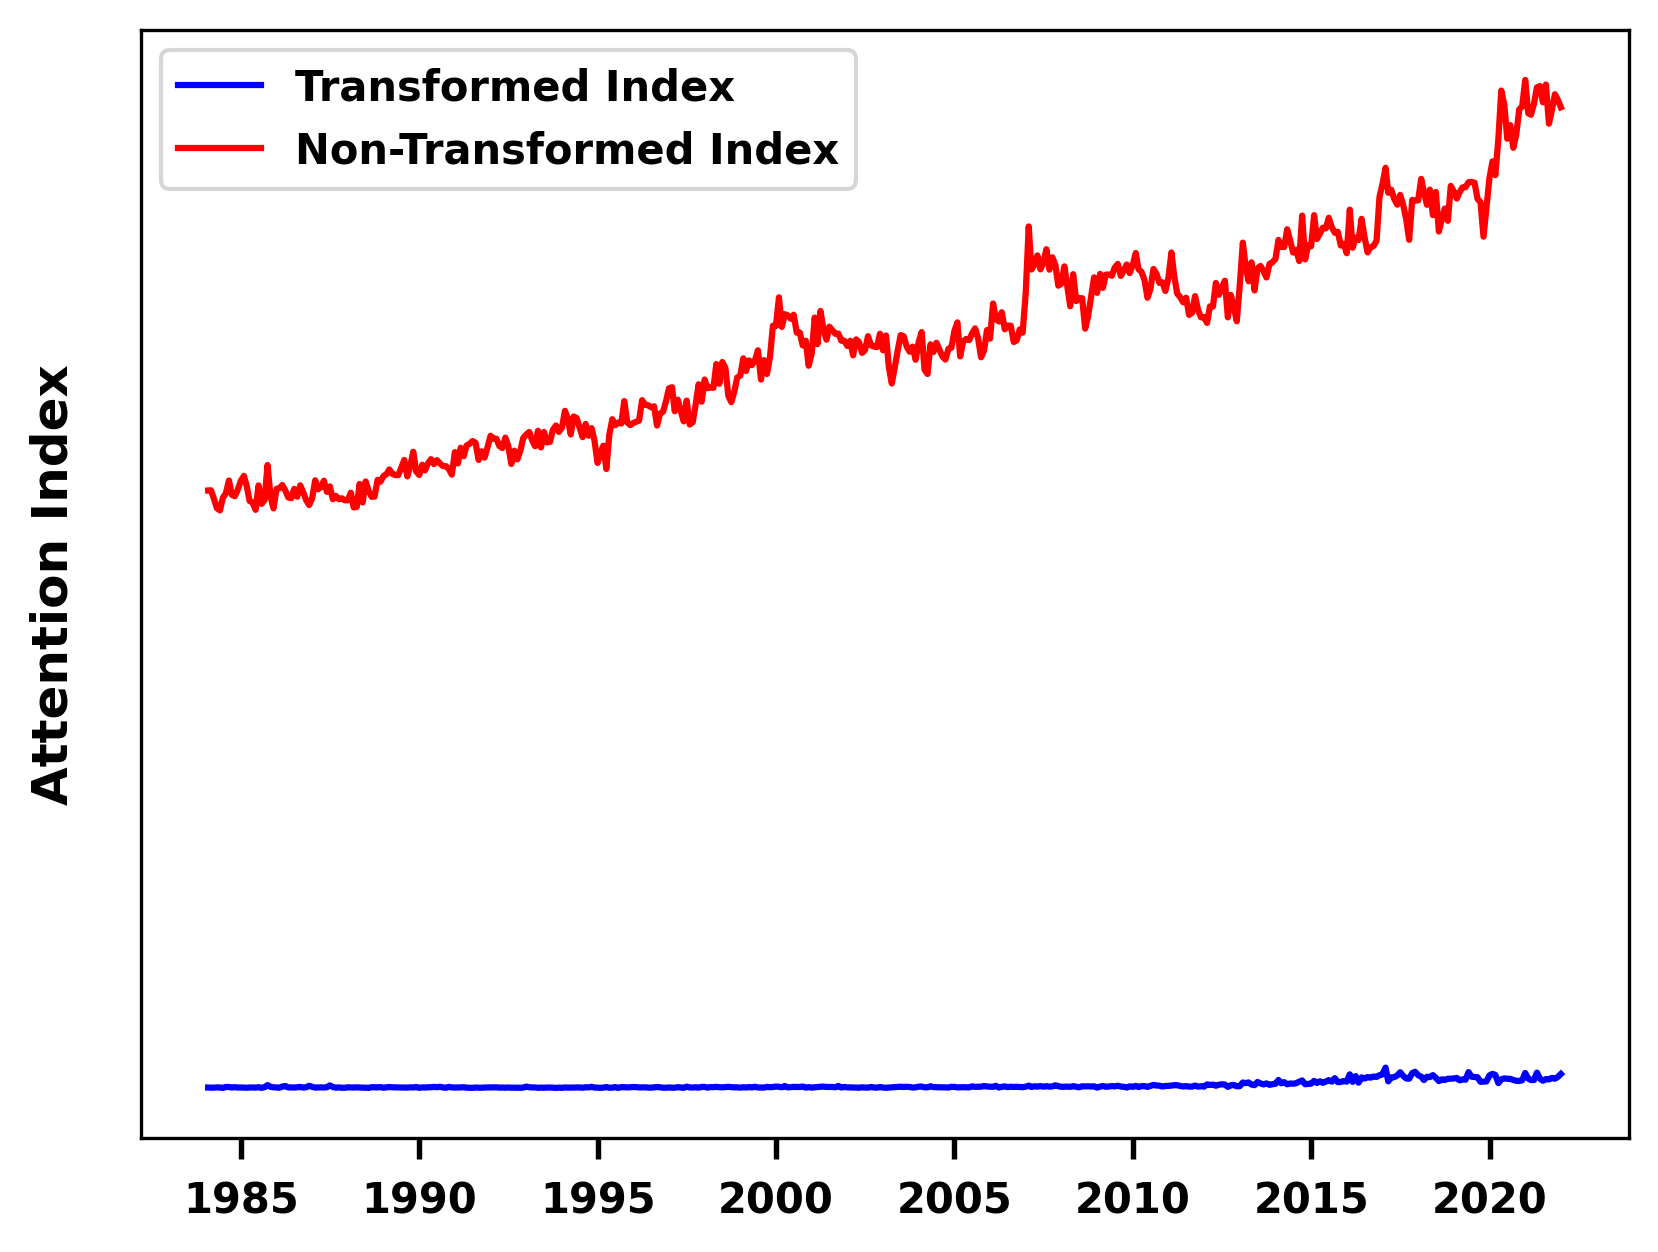 Transformed Index
Non-Transformed Index
Attention Index
1985 1990 1995 2000 2005 2010 2015 2020